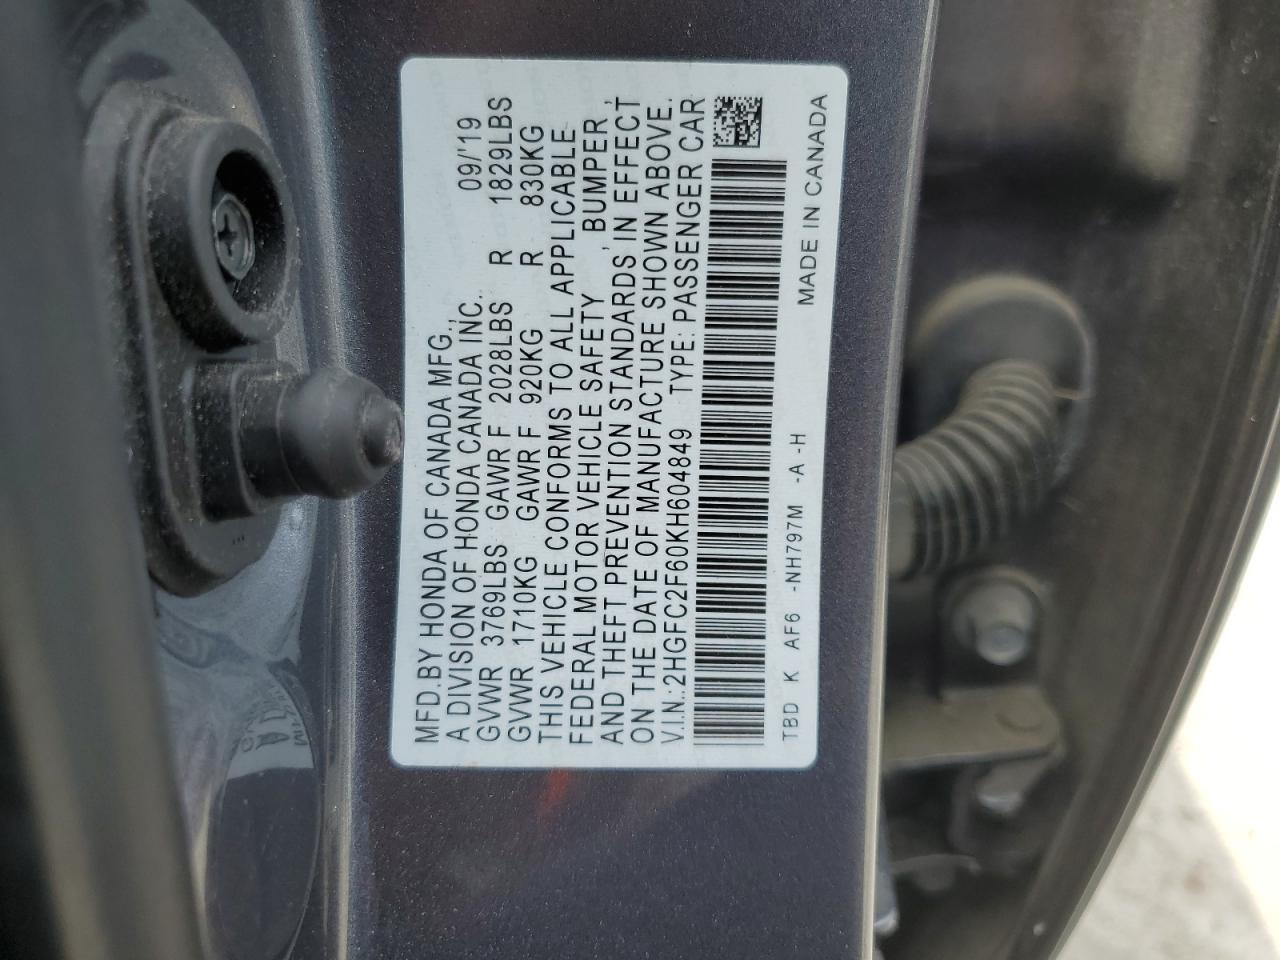 MFD.BY HONDA OF CANADA MFG.,
A DIVISION OF HONDA CANADA INC. 09/'19
GVWR 3769LBS GAWR F 2028LBS R 1829LBS
GVWR 1710KG GAWR F 920KG R 830KG
THIS VEHICLE CONFORMS TO ALL APPLICABLE
FEDERAL MOTOR VEHICLE SAFETY, BUMPER,
AND THEFT PREVENTION STANDARDS IN EFFECT
ON THE DATE OF MANUFACTURE SHOWN ABOVE.
V.I.N.:2HGFC2F60KH604849 TYPE: PASSENGER CAR
TBD K AF6 -NH797M -A -H MADE IN CANADA